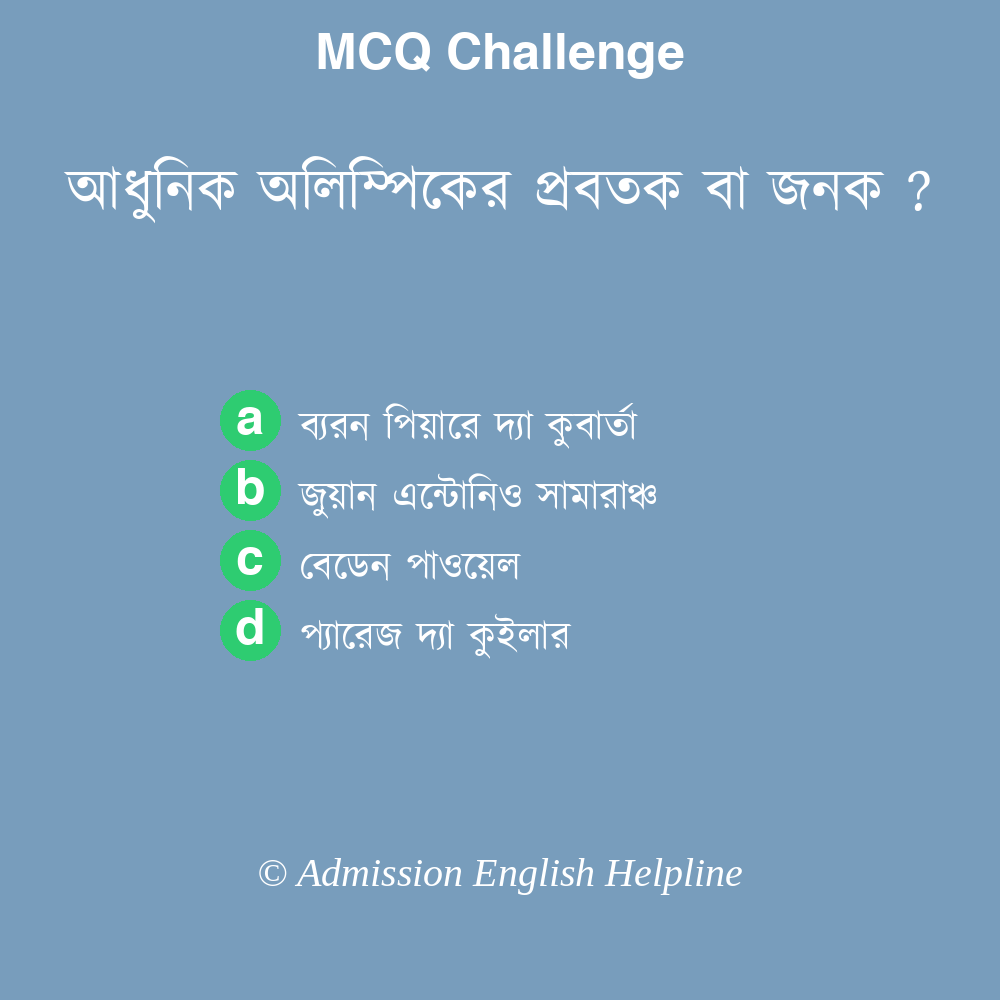 MCQ Challenge
আধুনিক অলিম্পিকের প্রবতক বা জনক ?
a ব্যরন পিয়ারে দ্যা কুবার্তা
b জুয়ান এন্টোনিও সামারাঞ্চ
c বেডেন পাওয়েল
d প্যারেজ দ্যা কুইলার
© Admission English Helpline